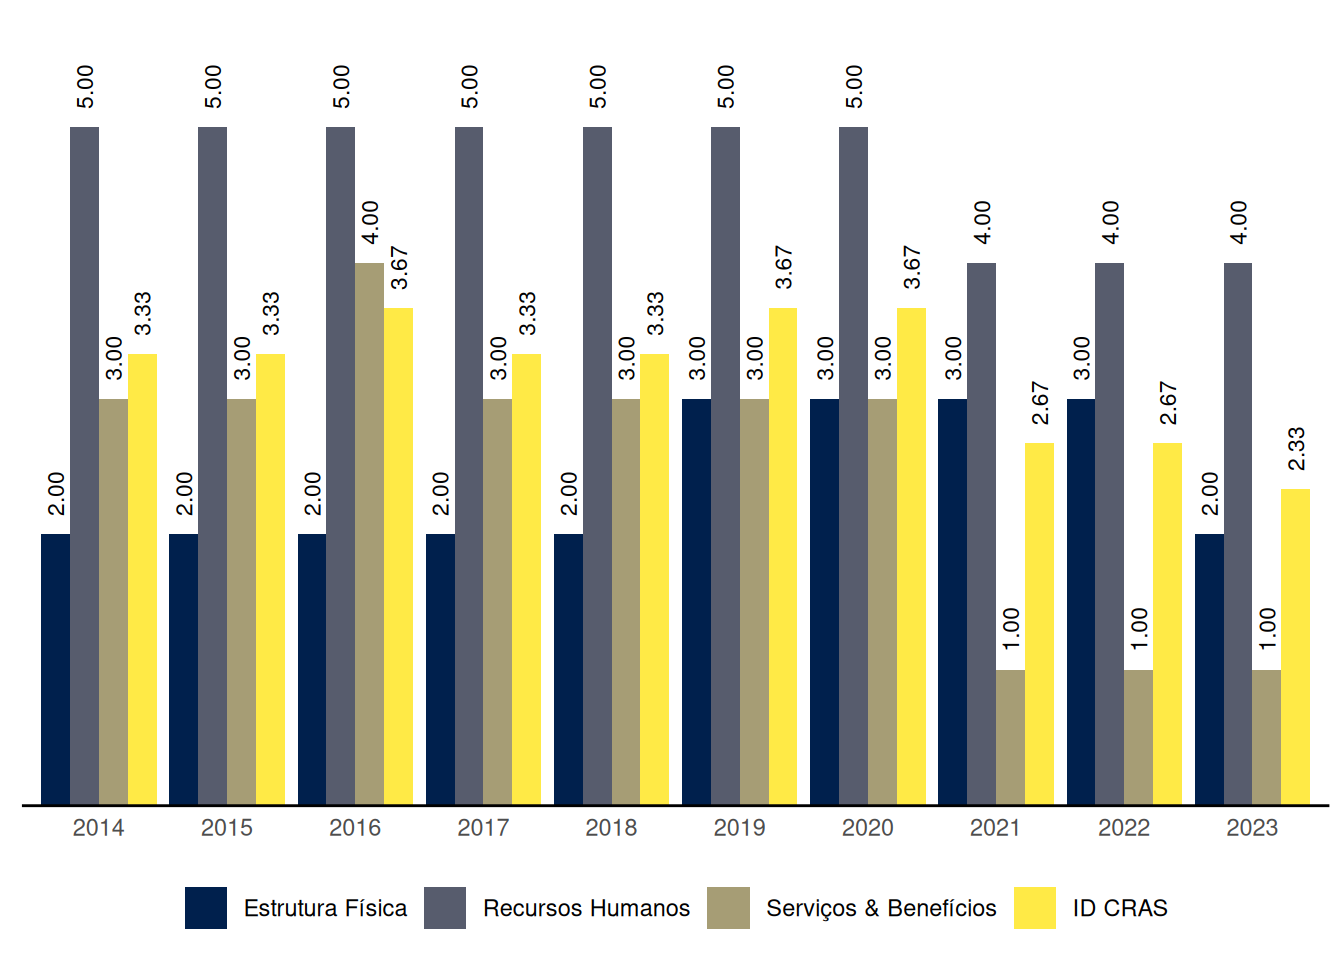 5.00 5.00 5.00 5.00 5.00 5.00 5.00
4.00 4.00 4.00 4.00
3.67 3.67 3.67
3.33 3.33 3.33 3.33
3.00 3.00 3.00 3.00 3.00 3.00 3.00 3.00 3.00 3.00
2.67 2.67
2.33
2.00 2.00 2.00 2.00 2.00 2.00
1.00 1.00 1.00
2014 2015 2016 2017 2018 2019 2020 2021 2022 2023
Estrutura Física Recursos Humanos Serviços & Benefícios ID CRAS